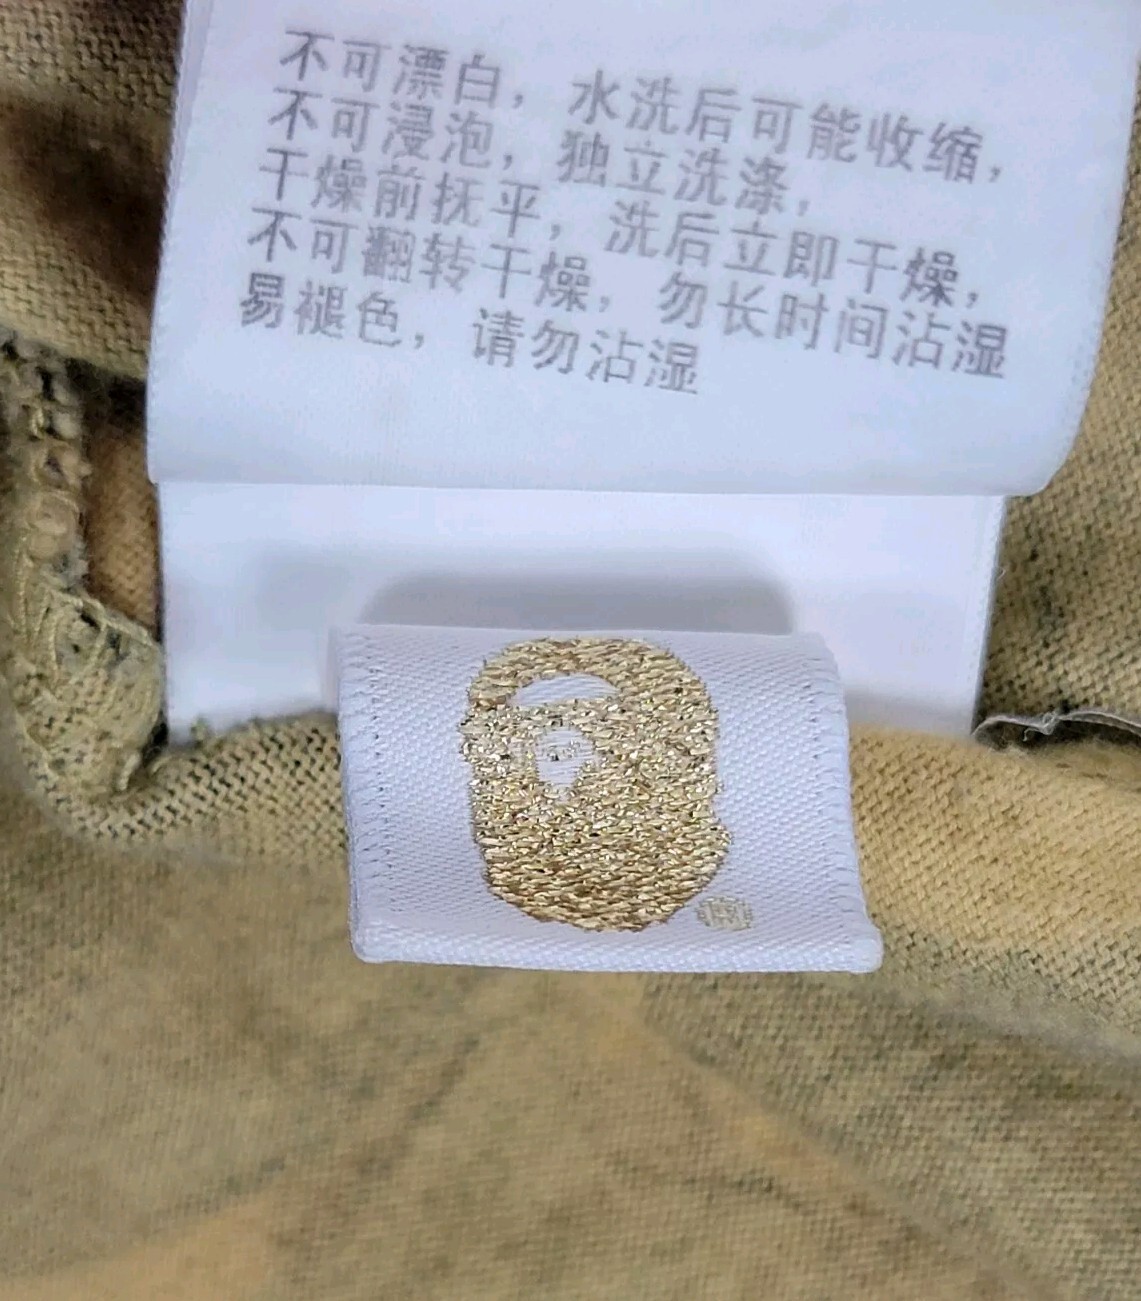 不可漂白，水洗后可能收缩，
不可浸泡，独立洗涤，
干燥前抚平，洗后立即干燥，
不可翻转干燥，勿长时间沾湿
易褪色，请勿沾湿